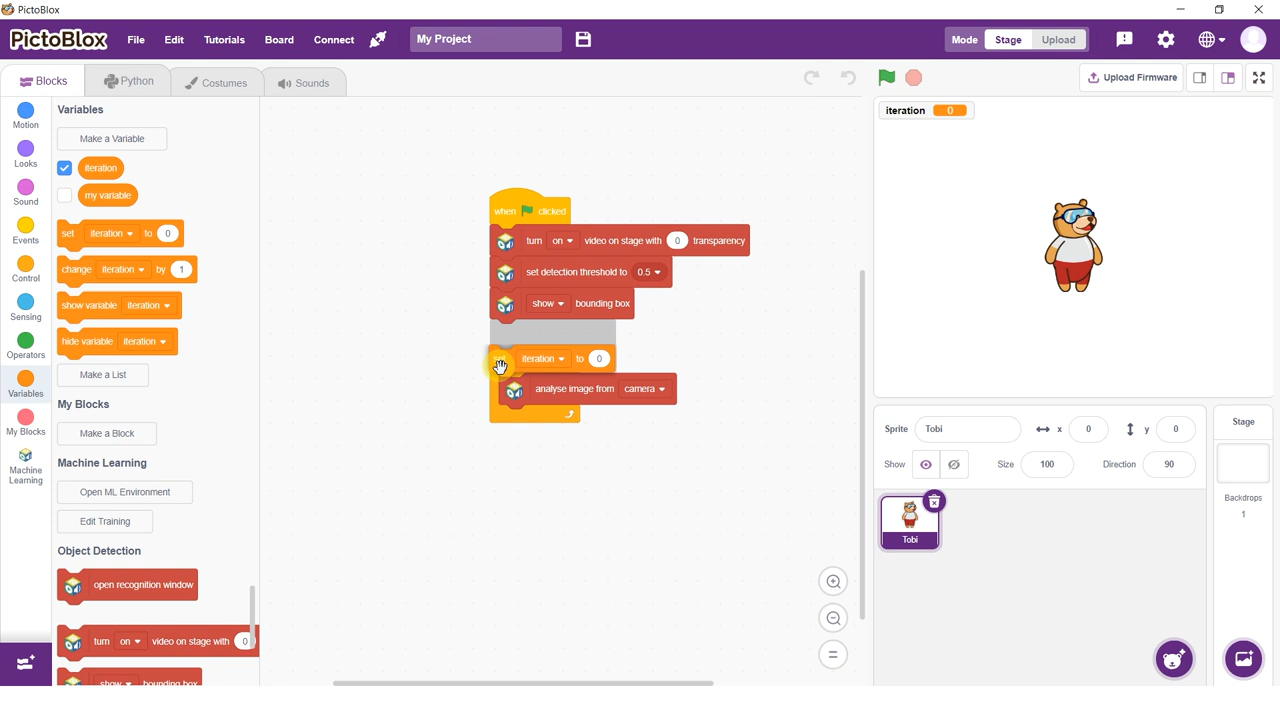 PictoBlox
PictoBlox File Edit Tutorials Board Connect My Project Mode Stage Upload
Blocks Python Costumes Sounds Upload Firmware
Motion
Looks
Sound
Events
Control
Sensing
Operators
Variables
My Blocks
Machine
Learning
Variables
Make a Variable
iteration
my variable
set iteration to 0
change iteration by 1
show variable iteration
hide variable iteration
Make a List
My Blocks
Make a Block
Machine Learning
Open ML Environment
Edit Training
Object Detection
open recognition window
turn on video on stage with 0
show bounding box
when clicked
turn on video on stage with 0 transparency
set detection threshold to 0.5
show bounding box
iteration to 0
analyse image from camera
iteration 0
Sprite Tobi x 0 y 0
Show Size 100 Direction 90
Tobi
Stage
Backdrops
1